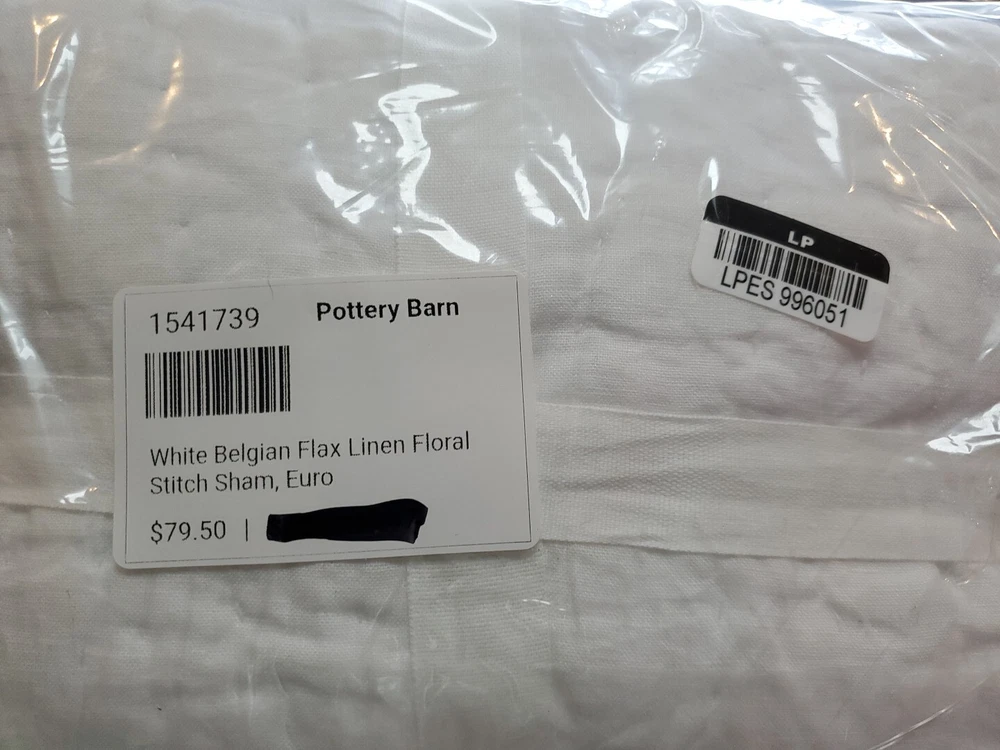 1541739
Pottery Barn
White Belgian Flax Linen Floral
Stitch Sham, Euro
$79.50 |
LP
LPES 996051